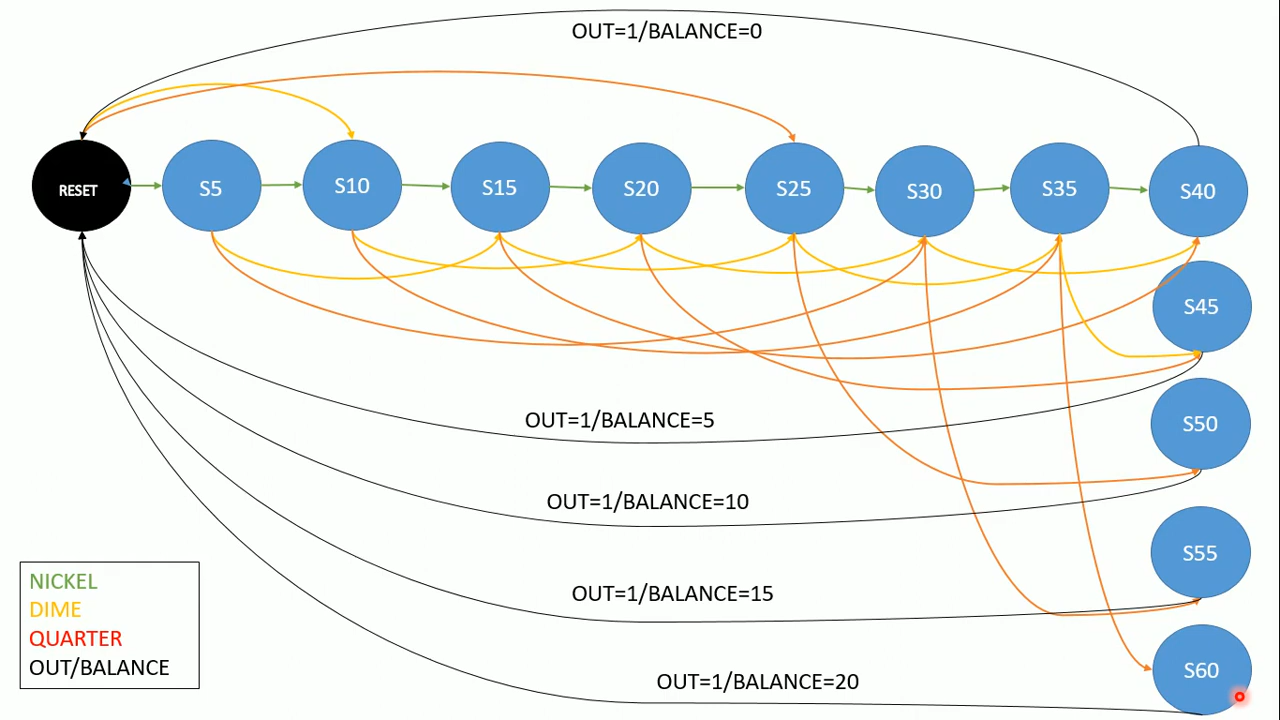 OUT=1/BALANCE=0
RESET
S5
S10
S15
S20
S25
S30
S35
S40
S45
OUT=1/BALANCE=5
S50
OUT=1/BALANCE=10
S55
OUT=1/BALANCE=15
NICKEL
DIME
QUARTER
OUT/BALANCE
S60
OUT=1/BALANCE=20